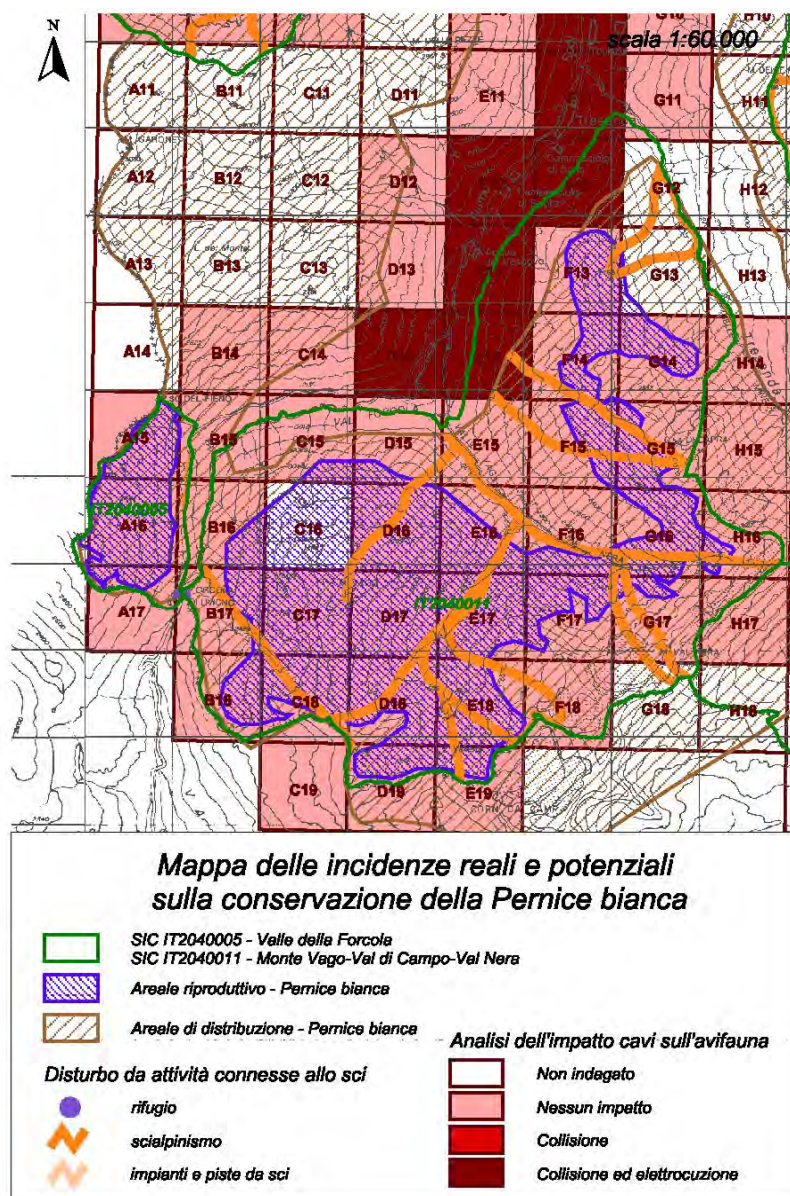 N
scala 1:60.000
A11 B11 C11 D11 E11 G11 H11
A12 B12 C12 D12 G12 H12
A13 B13 C13 D13 F13 G13 H13
A14 B14 C14 F14 G14 H14
A15 B15 C15 D15 E15 F15 G15 H15
VAL FORCOLA
IT2040005
A16 B16 C16 D16 E16 F16 G16 H16
IT2040011
A17 B17 C17 D17 E17 F17 G17 H17
B18 C18 D18 E18 F18 G18 H18
C19 D19 E19
Mappa delle incidenze reali e potenziali
sulla conservazione della Pernice bianca
SIC IT2040005 - Valle della Forcola
SIC IT2040011 - Monte Vago-Val di Campo-Val Nera
Areale riproduttivo - Pernice bianca
Areale di distribuzione - Pernice bianca
Analisi dell'impatto cavi sull'avifauna
Disturbo da attività connesse allo sci
Non indagato
rifugio
Nessun impatto
scialpinismo
Collisione
impianti e piste da sci
Collisione ed elettrocuzione